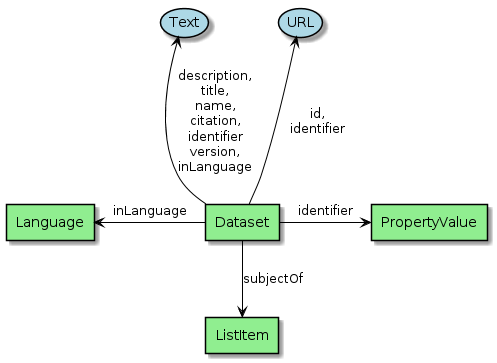 Text
URL
description,
title,
name,
citation,
identifier
version,
inLanguage
id,
identifier
Language
inLanguage
Dataset
identifier
PropertyValue
subjectOf
ListItem